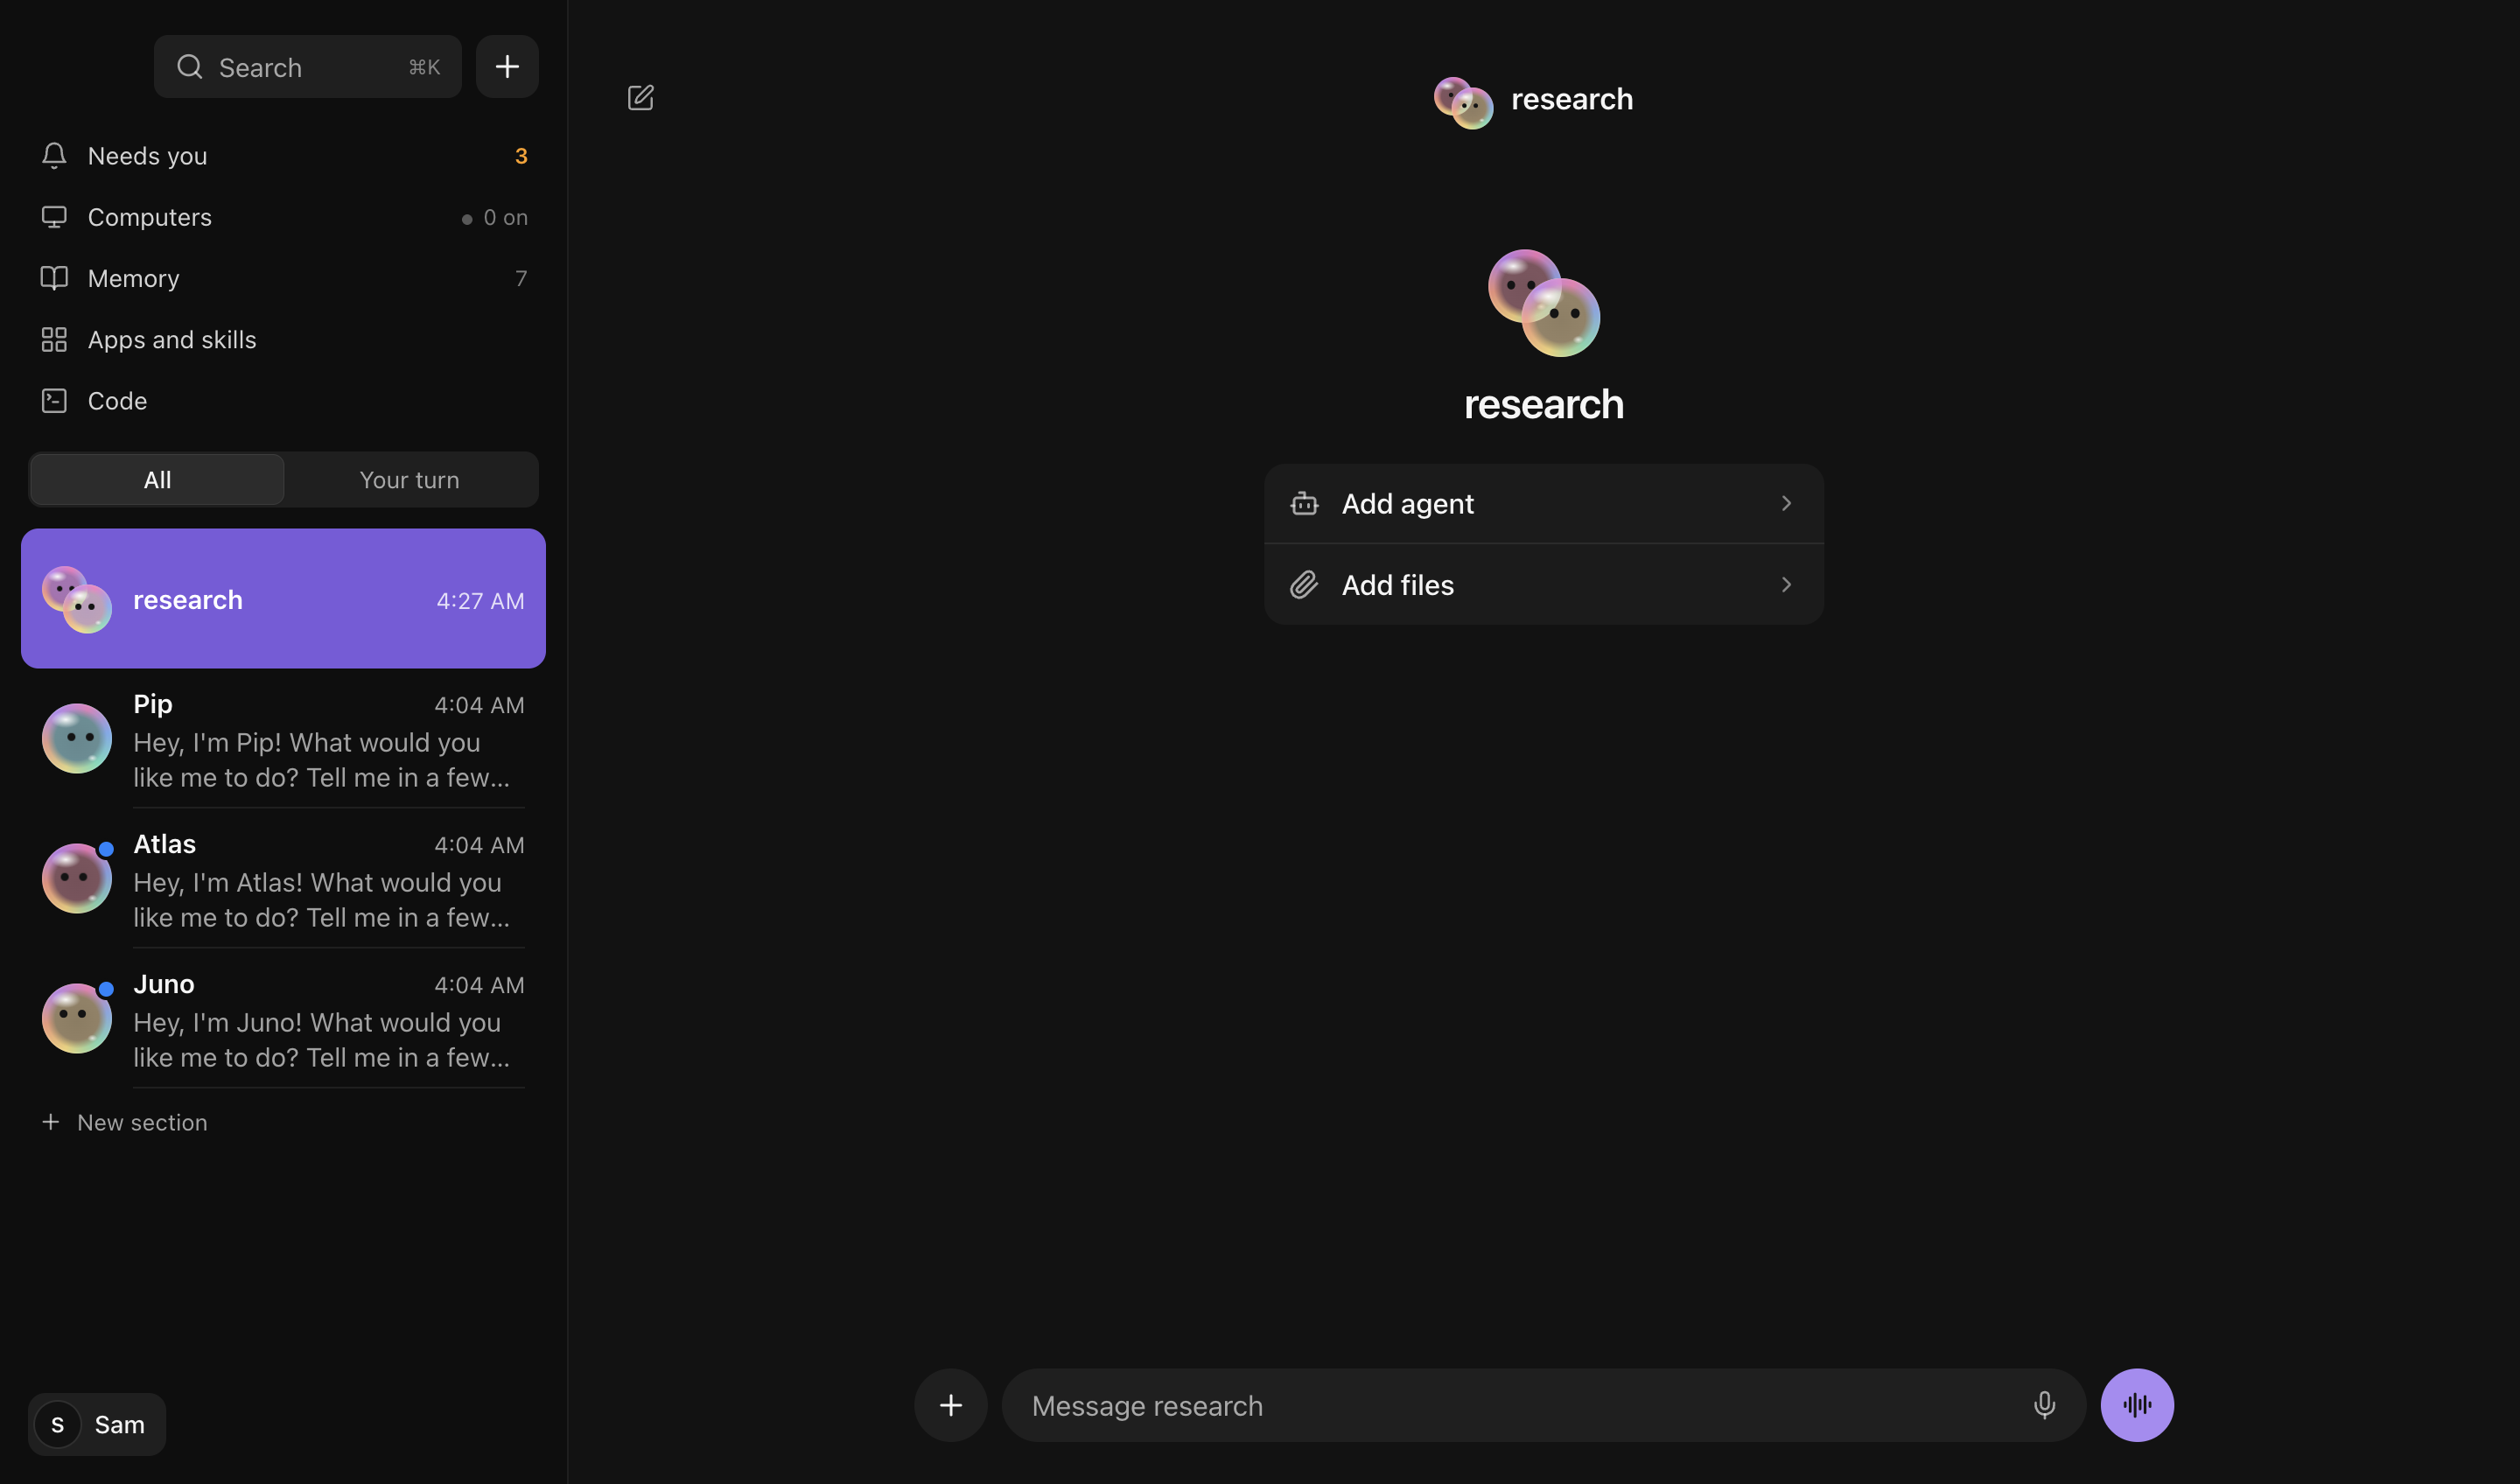 Search ⌘K
Needs you 3
Computers 0 on
Memory 7
Apps and skills
Code
All Your turn
research 4:27 AM
Pip 4:04 AM
Hey, I'm Pip! What would you
like me to do? Tell me in a few...
Atlas 4:04 AM
Hey, I'm Atlas! What would you
like me to do? Tell me in a few...
Juno 4:04 AM
Hey, I'm Juno! What would you
like me to do? Tell me in a few...
New section
S Sam
research
research
Add agent
Add files
Message research